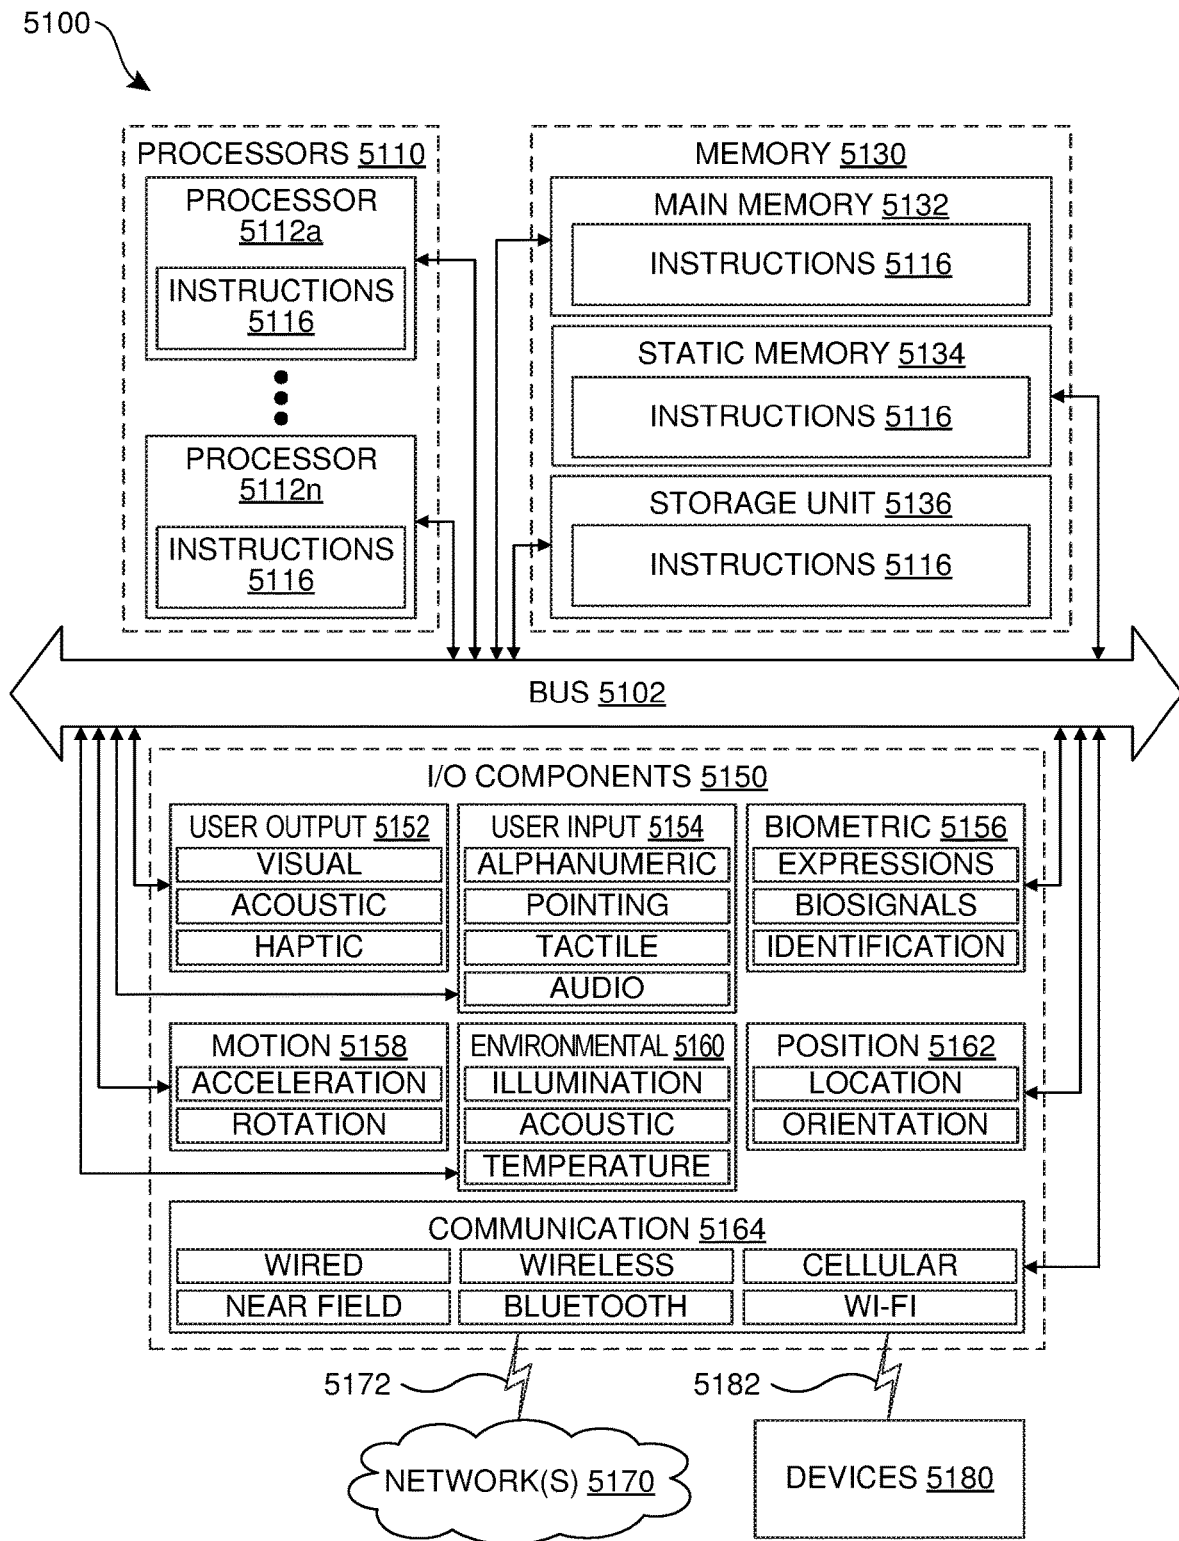 5100
PROCESSORS 5110
PROCESSOR
5112a
INSTRUCTIONS
5116
PROCESSOR
5112n
INSTRUCTIONS
5116
MEMORY 5130
MAIN MEMORY 5132
INSTRUCTIONS 5116
STATIC MEMORY 5134
INSTRUCTIONS 5116
STORAGE UNIT 5136
INSTRUCTIONS 5116
BUS 5102
I/O COMPONENTS 5150
USER OUTPUT 5152
VISUAL
ACOUSTIC
HAPTIC
USER INPUT 5154
ALPHANUMERIC
POINTING
TACTILE
AUDIO
BIOMETRIC 5156
EXPRESSIONS
BIOSIGNALS
IDENTIFICATION
MOTION 5158
ACCELERATION
ROTATION
ENVIRONMENTAL 5160
ILLUMINATION
ACOUSTIC
TEMPERATURE
POSITION 5162
LOCATION
ORIENTATION
COMMUNICATION 5164
WIRED
WIRELESS
CELLULAR
NEAR FIELD
BLUETOOTH
WI-FI
5172
5182
NETWORK(S) 5170
DEVICES 5180